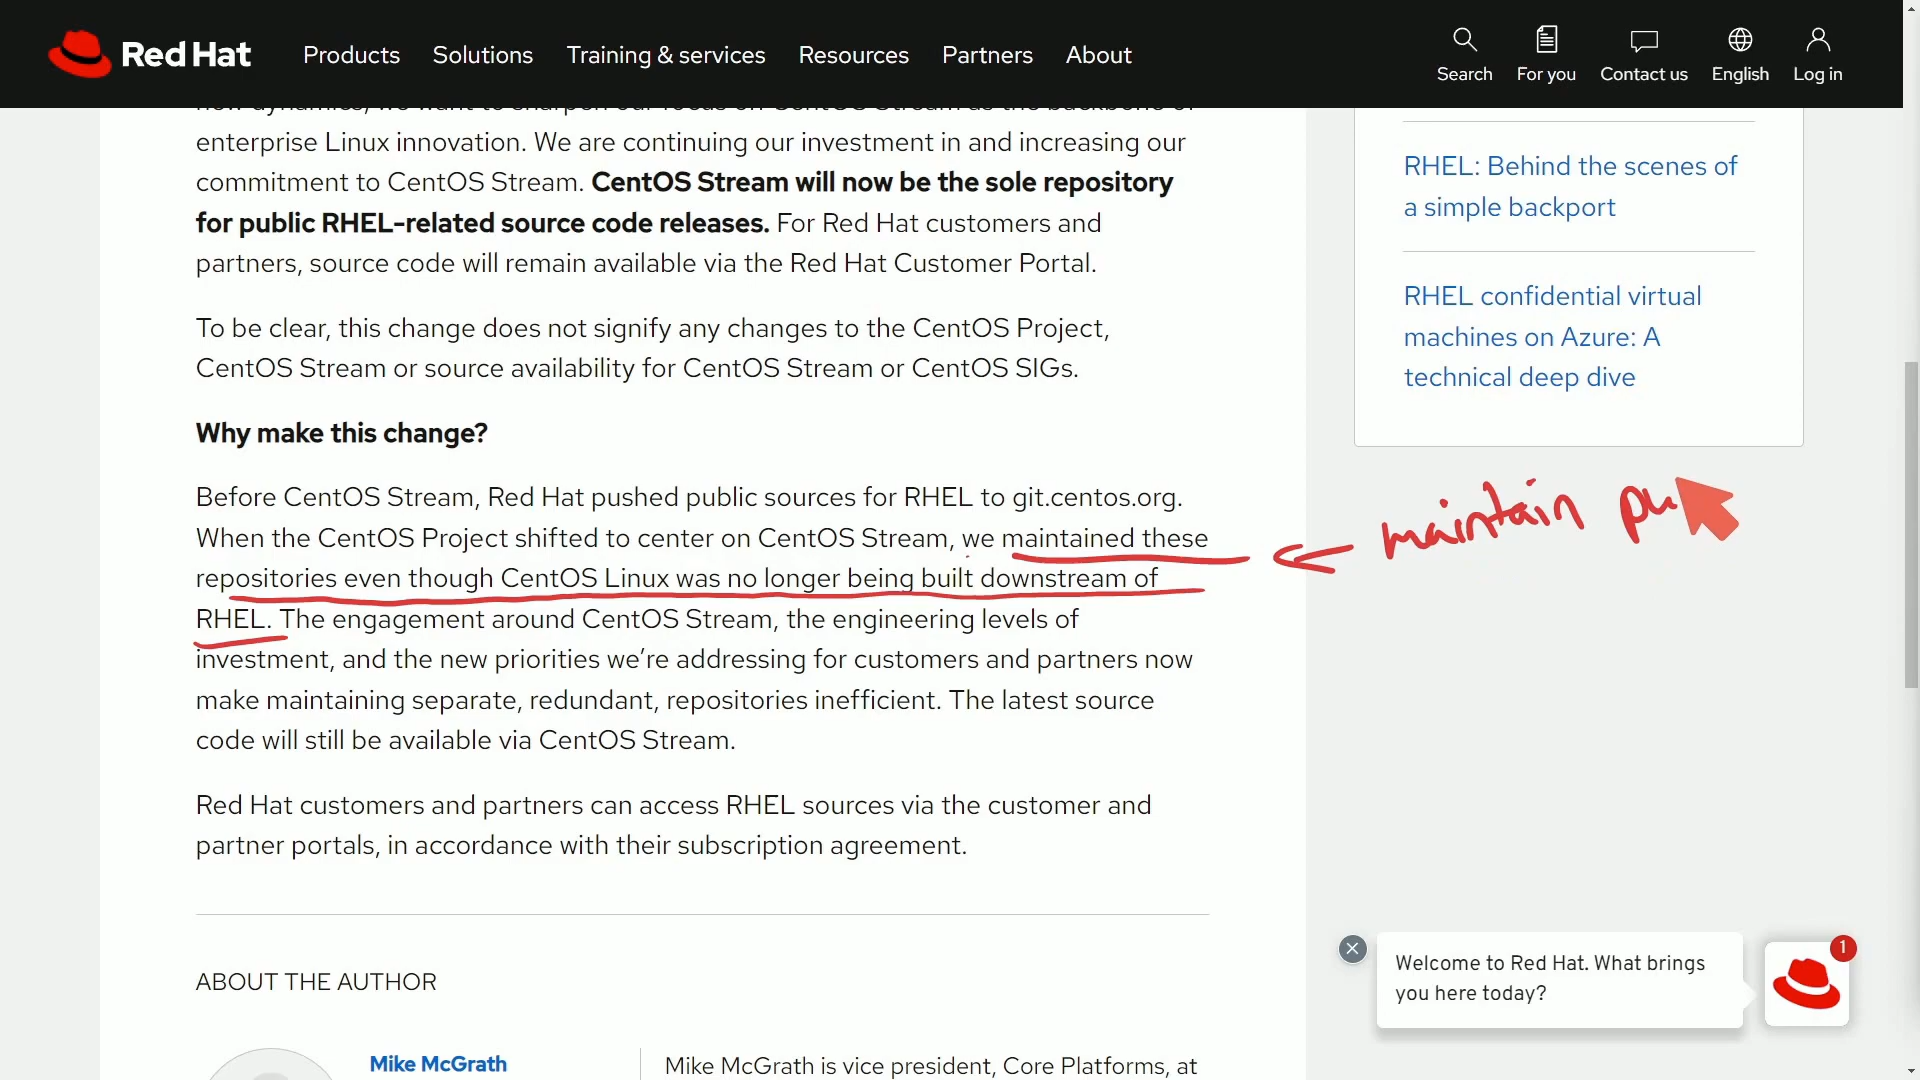 Red Hat
Products Solutions Training & services Resources Partners About
Search For you Contact us English Log in
enterprise Linux innovation. We are continuing our investment in and increasing our
commitment to CentOS Stream. CentOS Stream will now be the sole repository
for public RHEL-related source code releases. For Red Hat customers and
partners, source code will remain available via the Red Hat Customer Portal.
To be clear, this change does not signify any changes to the CentOS Project,
CentOS Stream or source availability for CentOS Stream or CentOS SIGs.
Why make this change?
Before CentOS Stream, Red Hat pushed public sources for RHEL to git.centos.org.
When the CentOS Project shifted to center on CentOS Stream, we maintained these
repositories even though CentOS Linux was no longer being built downstream of
RHEL. The engagement around CentOS Stream, the engineering levels of
investment, and the new priorities we’re addressing for customers and partners now
make maintaining separate, redundant, repositories inefficient. The latest source
code will still be available via CentOS Stream.
Red Hat customers and partners can access RHEL sources via the customer and
partner portals, in accordance with their subscription agreement.
ABOUT THE AUTHOR
Mike McGrath
Mike McGrath is vice president, Core Platforms, at
RHEL: Behind the scenes of
a simple backport
RHEL confidential virtual
machines on Azure: A
technical deep dive
maintain pu
Welcome to Red Hat. What brings
you here today?
1